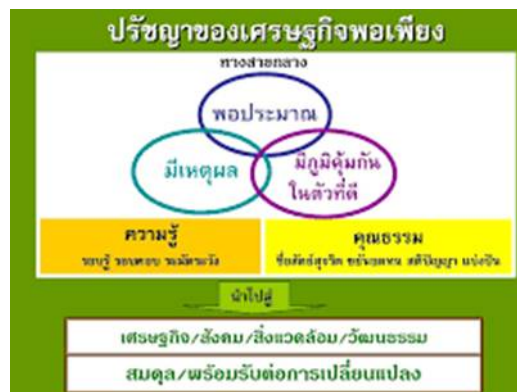 ปรัชญาของเศรษฐกิจพอเพียง
ทางสายกลาง
พอประมาณ
มีเหตุผล
มีภูมิคุ้มกัน
ในตัวที่ดี
ความรู้
รอบรู้ รอบคอบ ระมัดระวัง
คุณธรรม
ซื่อสัตย์สุจริต ขยันอดทน สติปัญญา แบ่งปัน
นำไปสู่
เศรษฐกิจ/สังคม/สิ่งแวดล้อม/วัฒนธรรม
สมดุล/พร้อมรับต่อการเปลี่ยนแปลง